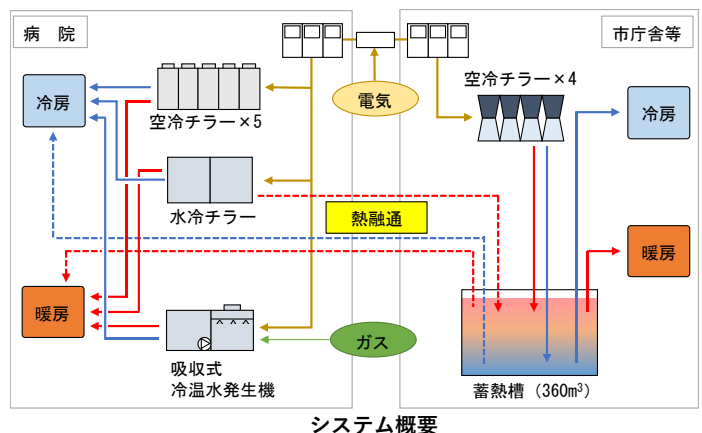 病　院
市庁舎等
電気
空冷チラー×4
冷房
空冷チラー×5
冷房
水冷チラー
熱融通
暖房
暖房
ガス
吸収式
冷温水発生機
蓄熱槽（360m³）
システム概要